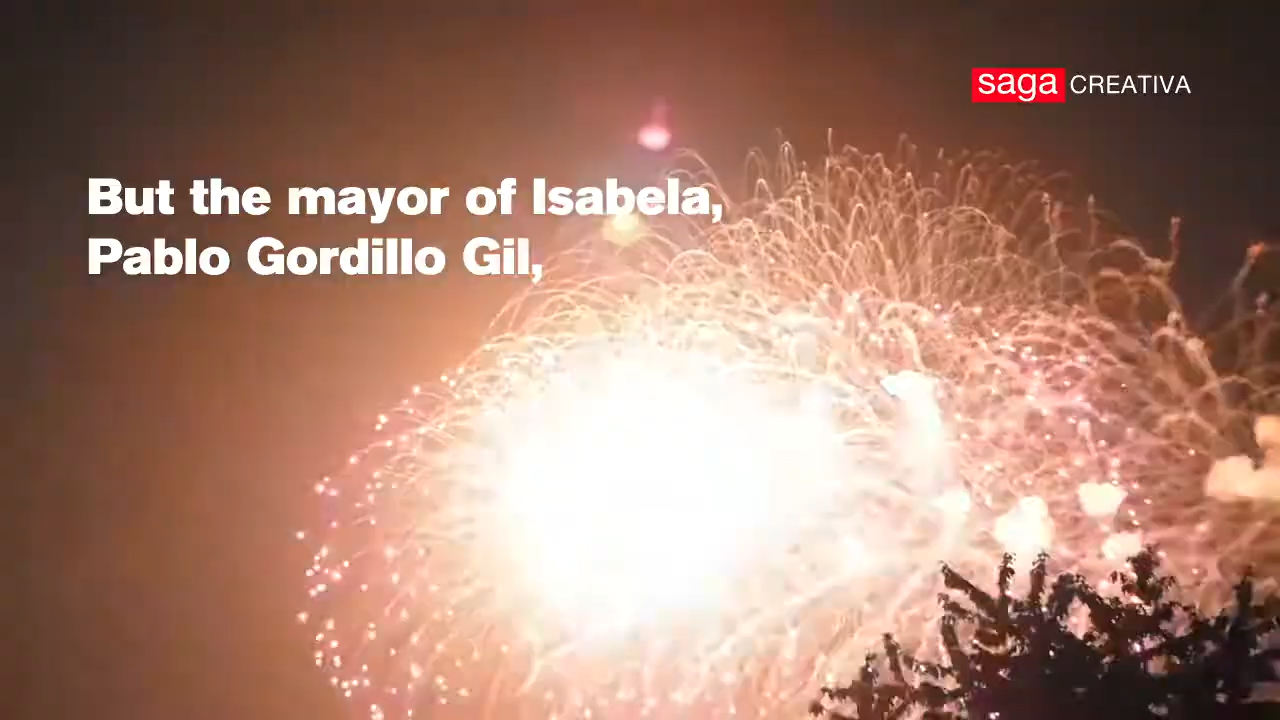 saga CREATIVA
But the mayor of Isabela,
Pablo Gordillo Gil,